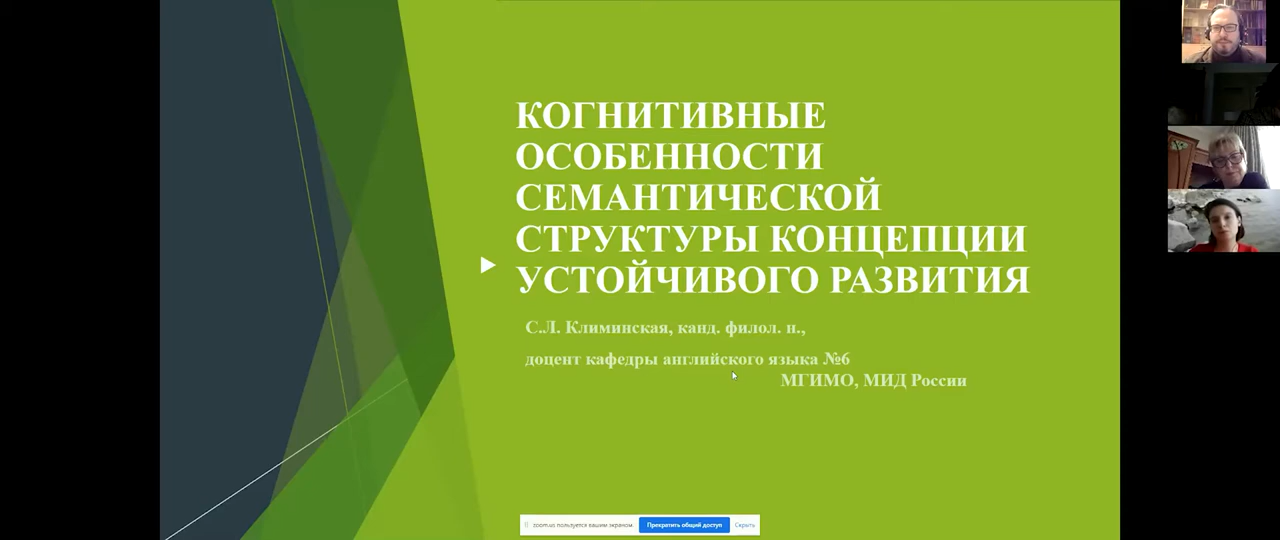 КОГНИТИВНЫЕ
ОСОБЕННОСТИ
СЕМАНТИЧЕСКОЙ
СТРУКТУРЫ КОНЦЕПЦИИ
УСТОЙЧИВОГО РАЗВИТИЯ
С.Л. Климинская, канд. филол. н.,
доцент кафедры английского языка №6
МГИМО, МИД России
zoom.us пользуется вашим экраном. Прекратить общий доступ Скрыть